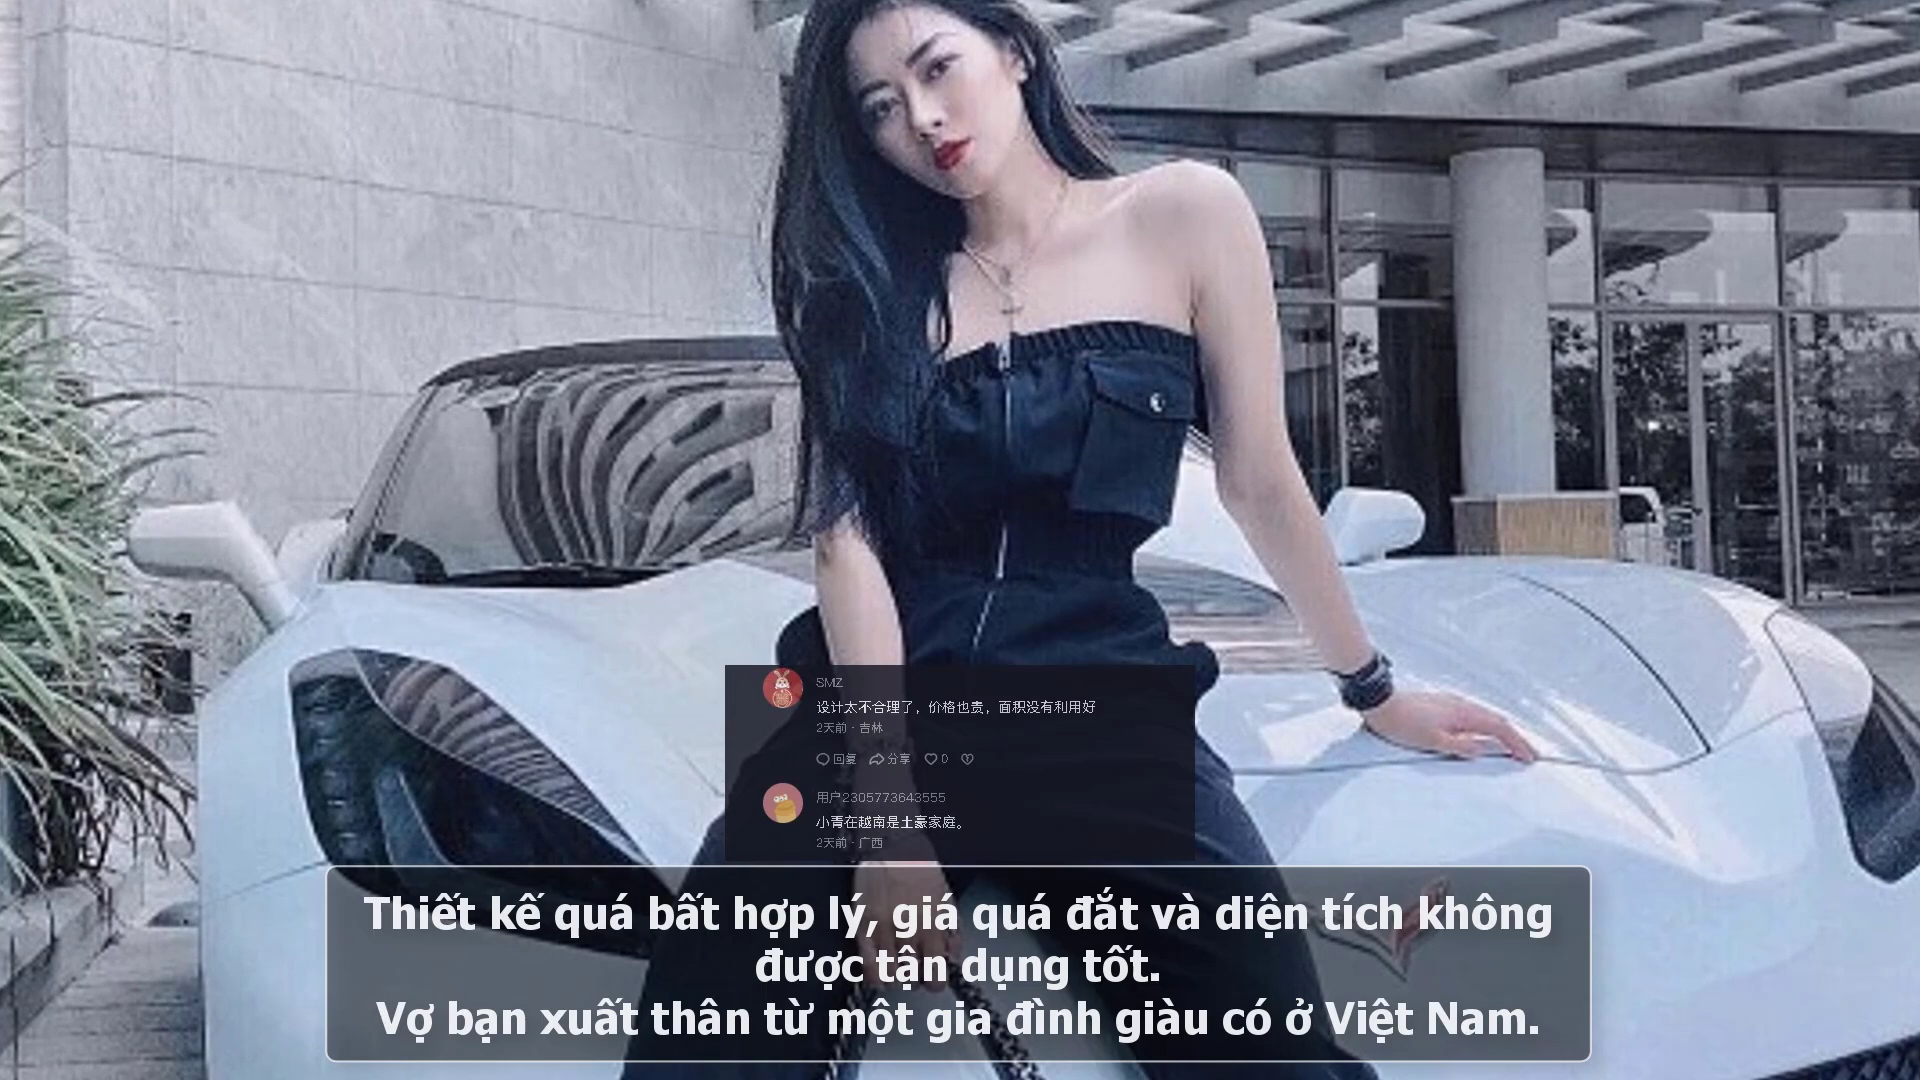 SMZ
设计太不合理了，价格也贵，面积没有利用好
2天前 · 吉林
回复 分享 0
用户2305773643555
小青在越南是土豪家庭。
2天前 · 广西
Thiết kế quá bất hợp lý, giá quá đắt và diện tích không
được tận dụng tốt.
Vợ bạn xuất thân từ một gia đình giàu có ở Việt Nam.